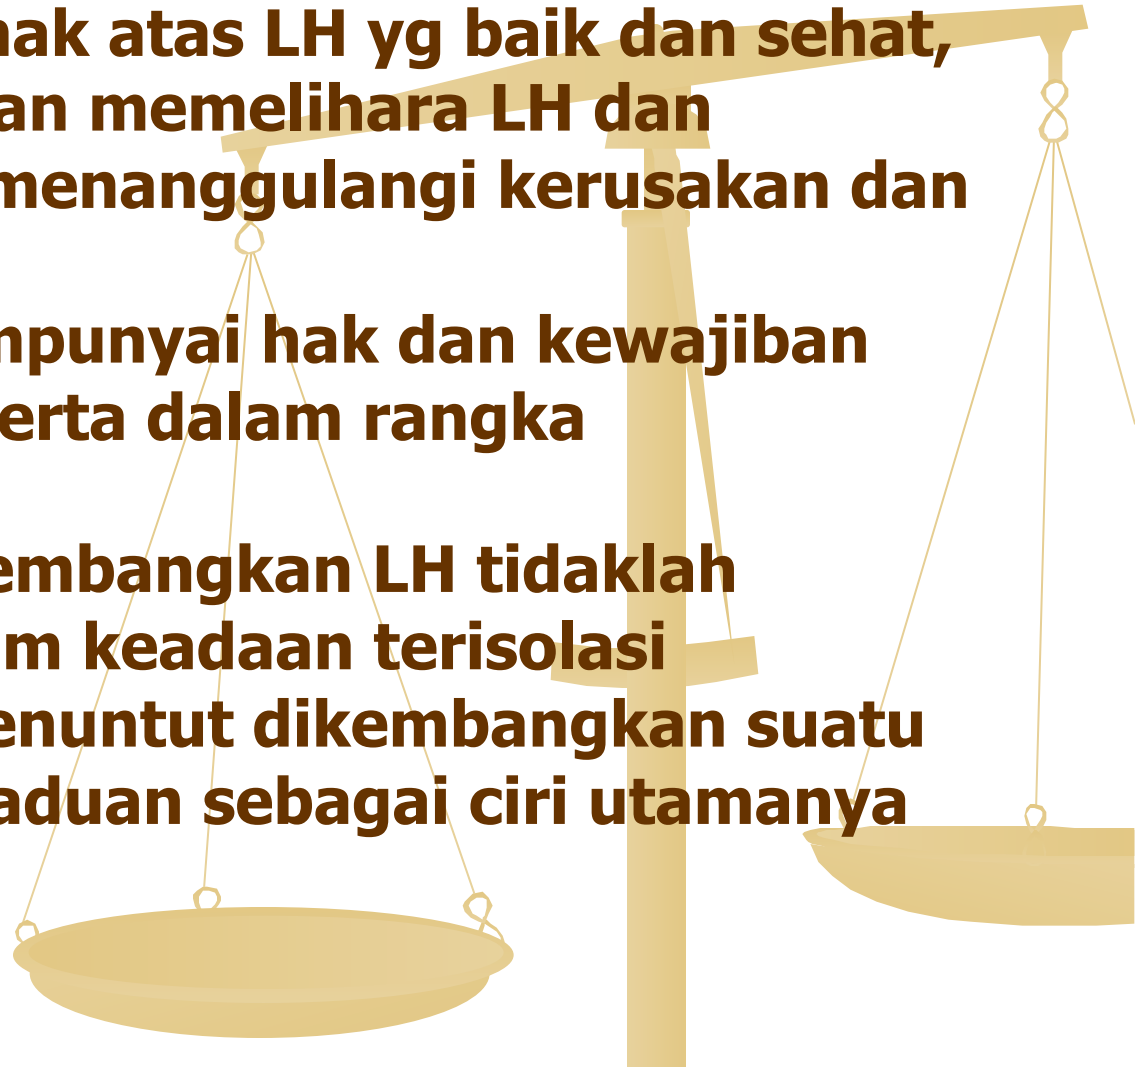 hak atas LH yg baik dan sehat,
an memelihara LH dan
menanggulangi kerusakan dan
mpunyai hak dan kewajiban
erta dalam rangka
embangkan LH tidaklah
m keadaan terisolasi
enuntut dikembangkan suatu
aduan sebagai ciri utamanya